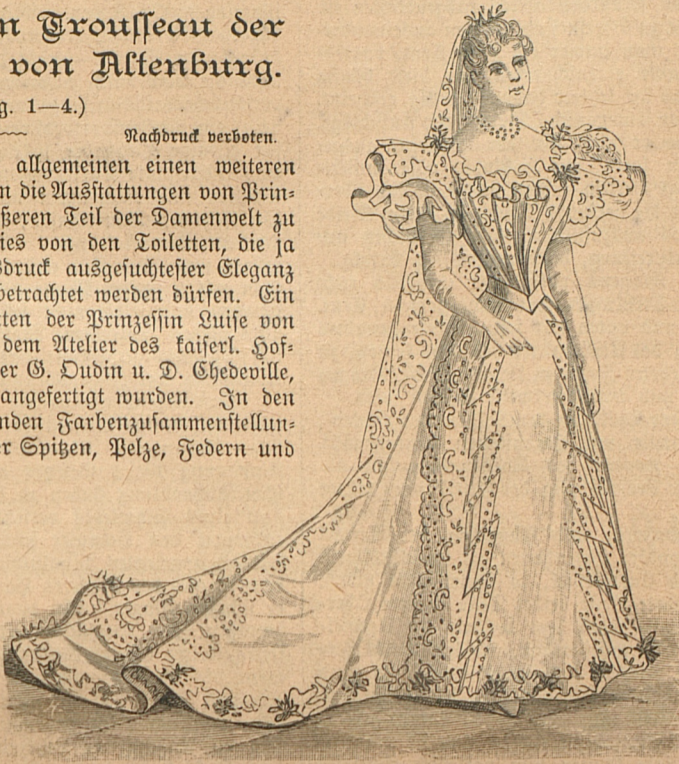 n Trousseau der
von Altenburg.
g. 1—4.)
Nachdruck verboten.
allgemeinen einen weiteren
n die Ausstattungen von Prin-
ßeren Teil der Damenwelt zu
ies von den Toiletten, die ja
sdruck ausgesuchtester Eleganz
betrachtet werden dürfen. Ein
ten der Prinzessin Luise von
dem Atelier des kaiserl. Hof-
er G. Oudin u. D. Chedeville,
angefertigt wurden. In den
nden Farbenzusammenstellun-
r Spitzen, Pelze, Federn und